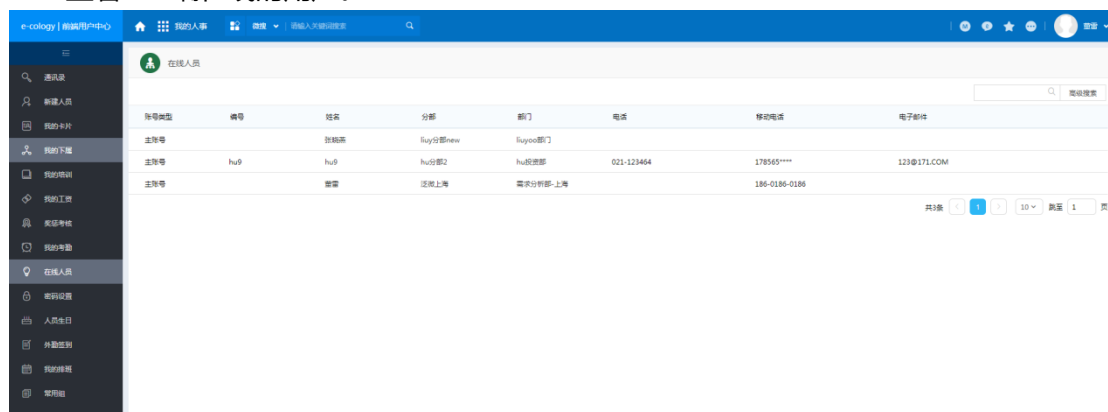 e-cology | 前端用户中心 我的人事 微搜 请输入关键词搜索
在线人员
通讯录
新建人员
我的卡片
我的下属
我的培训
我的工资
奖惩考核
我的考勤
在线人员
密码设置
人员生日
外勤签到
我的排班
常用组
高级搜索
账号类型 编号 姓名 分部 部门 电话 移动电话 电子邮件
主账号 张晓燕 liuy分部new liuyoo部门
主账号 hu9 hu9 hu分部2 hu投资部 021-123464 178565**** 123@171.COM
主账号 泛微上海 需求分析部-上海 186-0186-0186
共3条 1 10 跳至 1 页